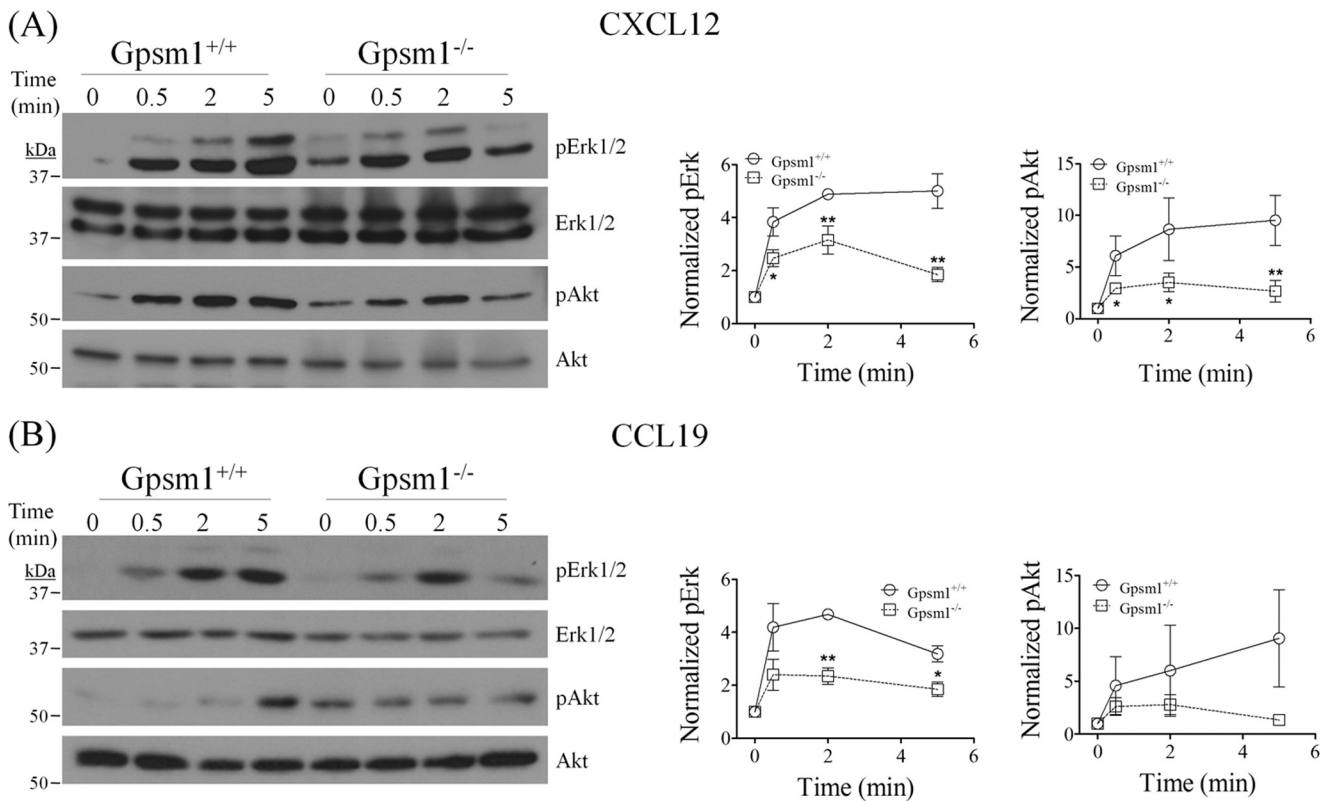 (A)
CXCL12
Gpsm1+/+ Gpsm1-/-
Time
(min)
0 0.5 2 5 0 0.5 2 5
kDa
37
pErk1/2
37
Erk1/2
50
pAkt
50
Akt
Normalized pErk
6
4
2
0
Gpsm1+/+
Gpsm1-/-
*
**
**
0 2 4 6
Time (min)
Normalized pAkt
15
10
5
0
Gpsm1+/+
Gpsm1-/-
*
*
**
0 2 4 6
Time (min)
(B)
CCL19
Gpsm1+/+ Gpsm1-/-
Time
(min)
0 0.5 2 5 0 0.5 2 5
kDa
37
pErk1/2
37
Erk1/2
50
pAkt
50
Akt
Normalized pErk
6
4
2
0
Gpsm1+/+
Gpsm1-/-
**
*
0 2 4 6
Time (min)
Normalized pAkt
15
10
5
0
Gpsm1+/+
Gpsm1-/-
0 2 4 6
Time (min)